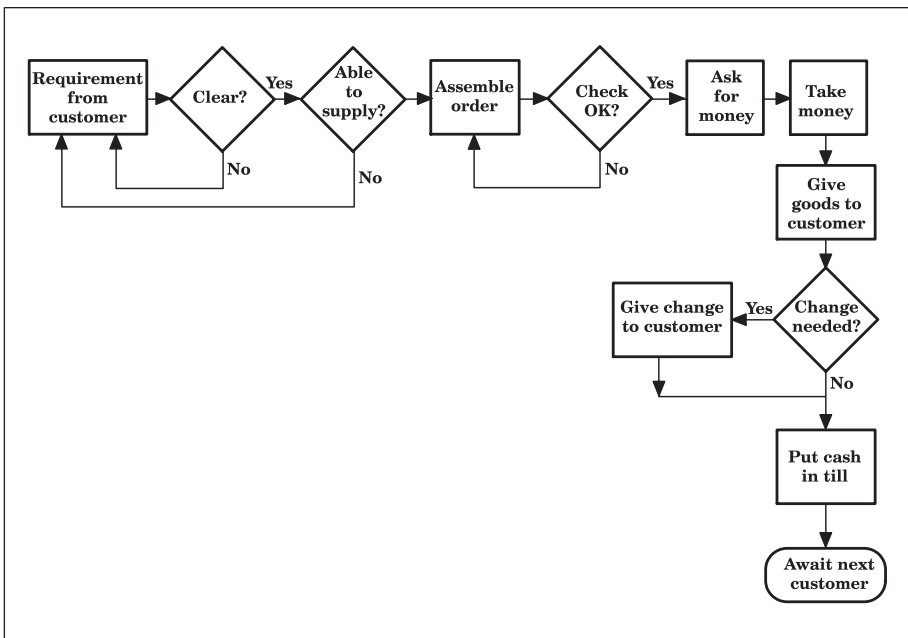 Requirement
from
customer
Clear?
Yes
No
Able
to
supply?
No
Assemble
order
Check
OK?
Yes
No
Ask
for
money
Take
money
Give
goods to
customer
Change
needed?
Yes
Give change
to customer
No
Put cash
in till
Await next
customer